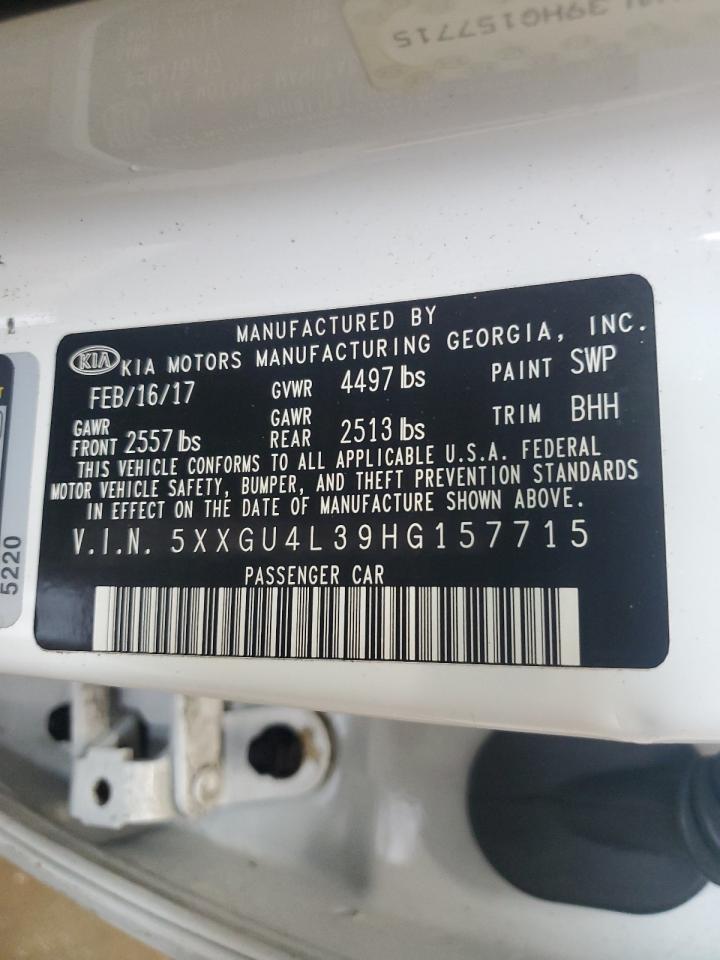 39HG157715
MANUFACTURED BY
KIA KIA MOTORS MANUFACTURING GEORGIA, INC.
FEB/16/17 GVWR 4497 lbs PAINT SWP
GAWR FRONT 2557 lbs GAWR REAR 2513 lbs TRIM BHH
THIS VEHICLE CONFORMS TO ALL APPLICABLE U.S.A. FEDERAL
MOTOR VEHICLE SAFETY, BUMPER, AND THEFT PREVENTION STANDARDS
IN EFFECT ON THE DATE OF MANUFACTURE SHOWN ABOVE.
V.I.N. 5XXGU4L39HG157715
PASSENGER CAR
5220